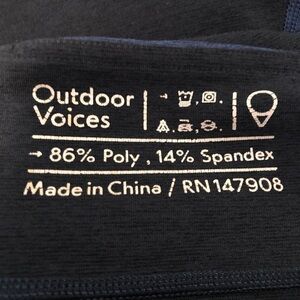 Outdoor
Voices
→ 86% Poly , 14% Spandex
Made in China / RN147908